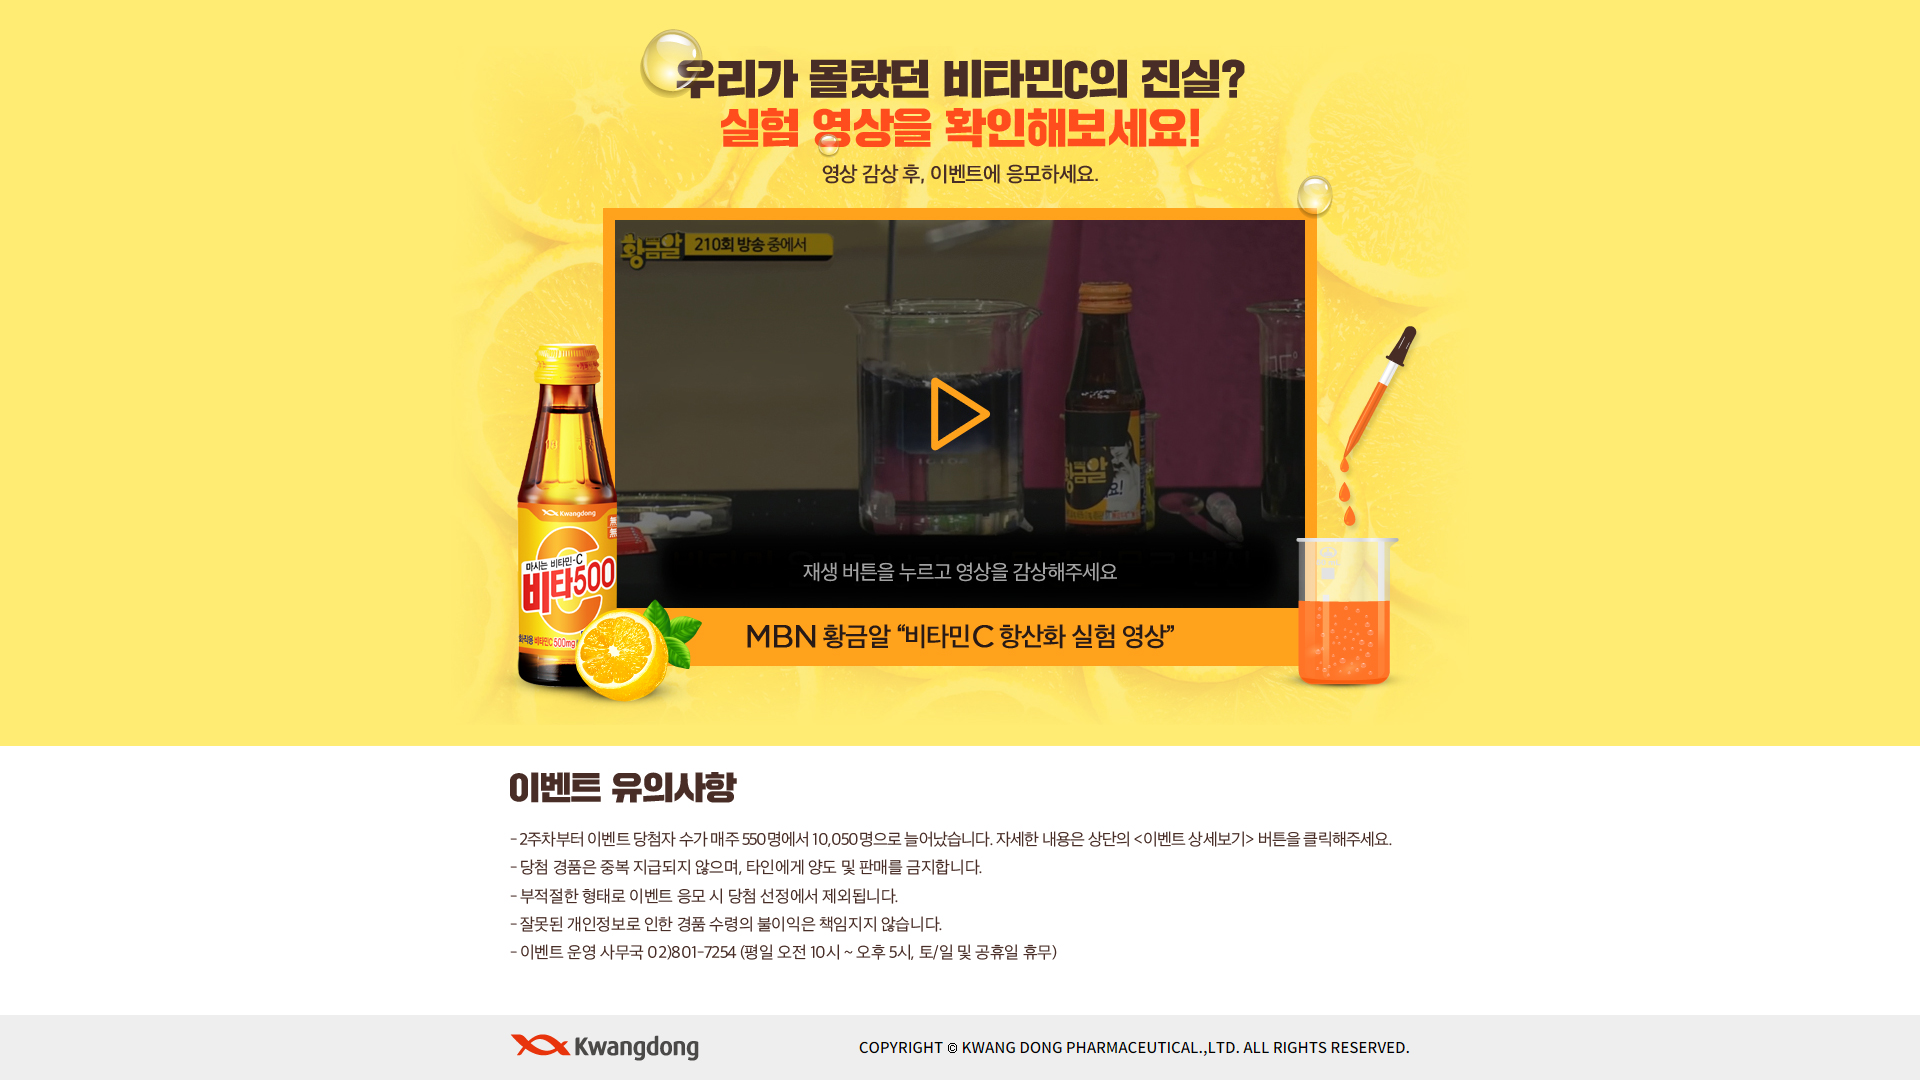 우리가 몰랐던 비타민C의 진실?
실험 영상을 확인해보세요!
영상 감상 후, 이벤트에 응모하세요.
황금알 210회 방송 중에서
황금알
재생 버튼을 누르고 영상을 감상해주세요
Kwangdong
마시는 비타민-C
비타500
비타민C 500mg
MBN 황금알 “비타민C 항산화 실험 영상”
이벤트 유의사항
- 2주차부터 이벤트 당첨자 수가 매주 550명에서 10,050명으로 늘어났습니다. 자세한 내용은 상단의 <이벤트 상세보기> 버튼을 클릭해주세요.
- 당첨 경품은 중복 지급되지 않으며, 타인에게 양도 및 판매를 금지합니다.
- 부적절한 형태로 이벤트 응모 시 당첨 선정에서 제외됩니다.
- 잘못된 개인정보로 인한 경품 수령의 불이익은 책임지지 않습니다.
- 이벤트 운영 사무국 02)801-7254 (평일 오전 10시 ~ 오후 5시, 토/일 및 공휴일 휴무)
Kwangdong
COPYRIGHT © KWANG DONG PHARMACEUTICAL.,LTD. ALL RIGHTS RESERVED.